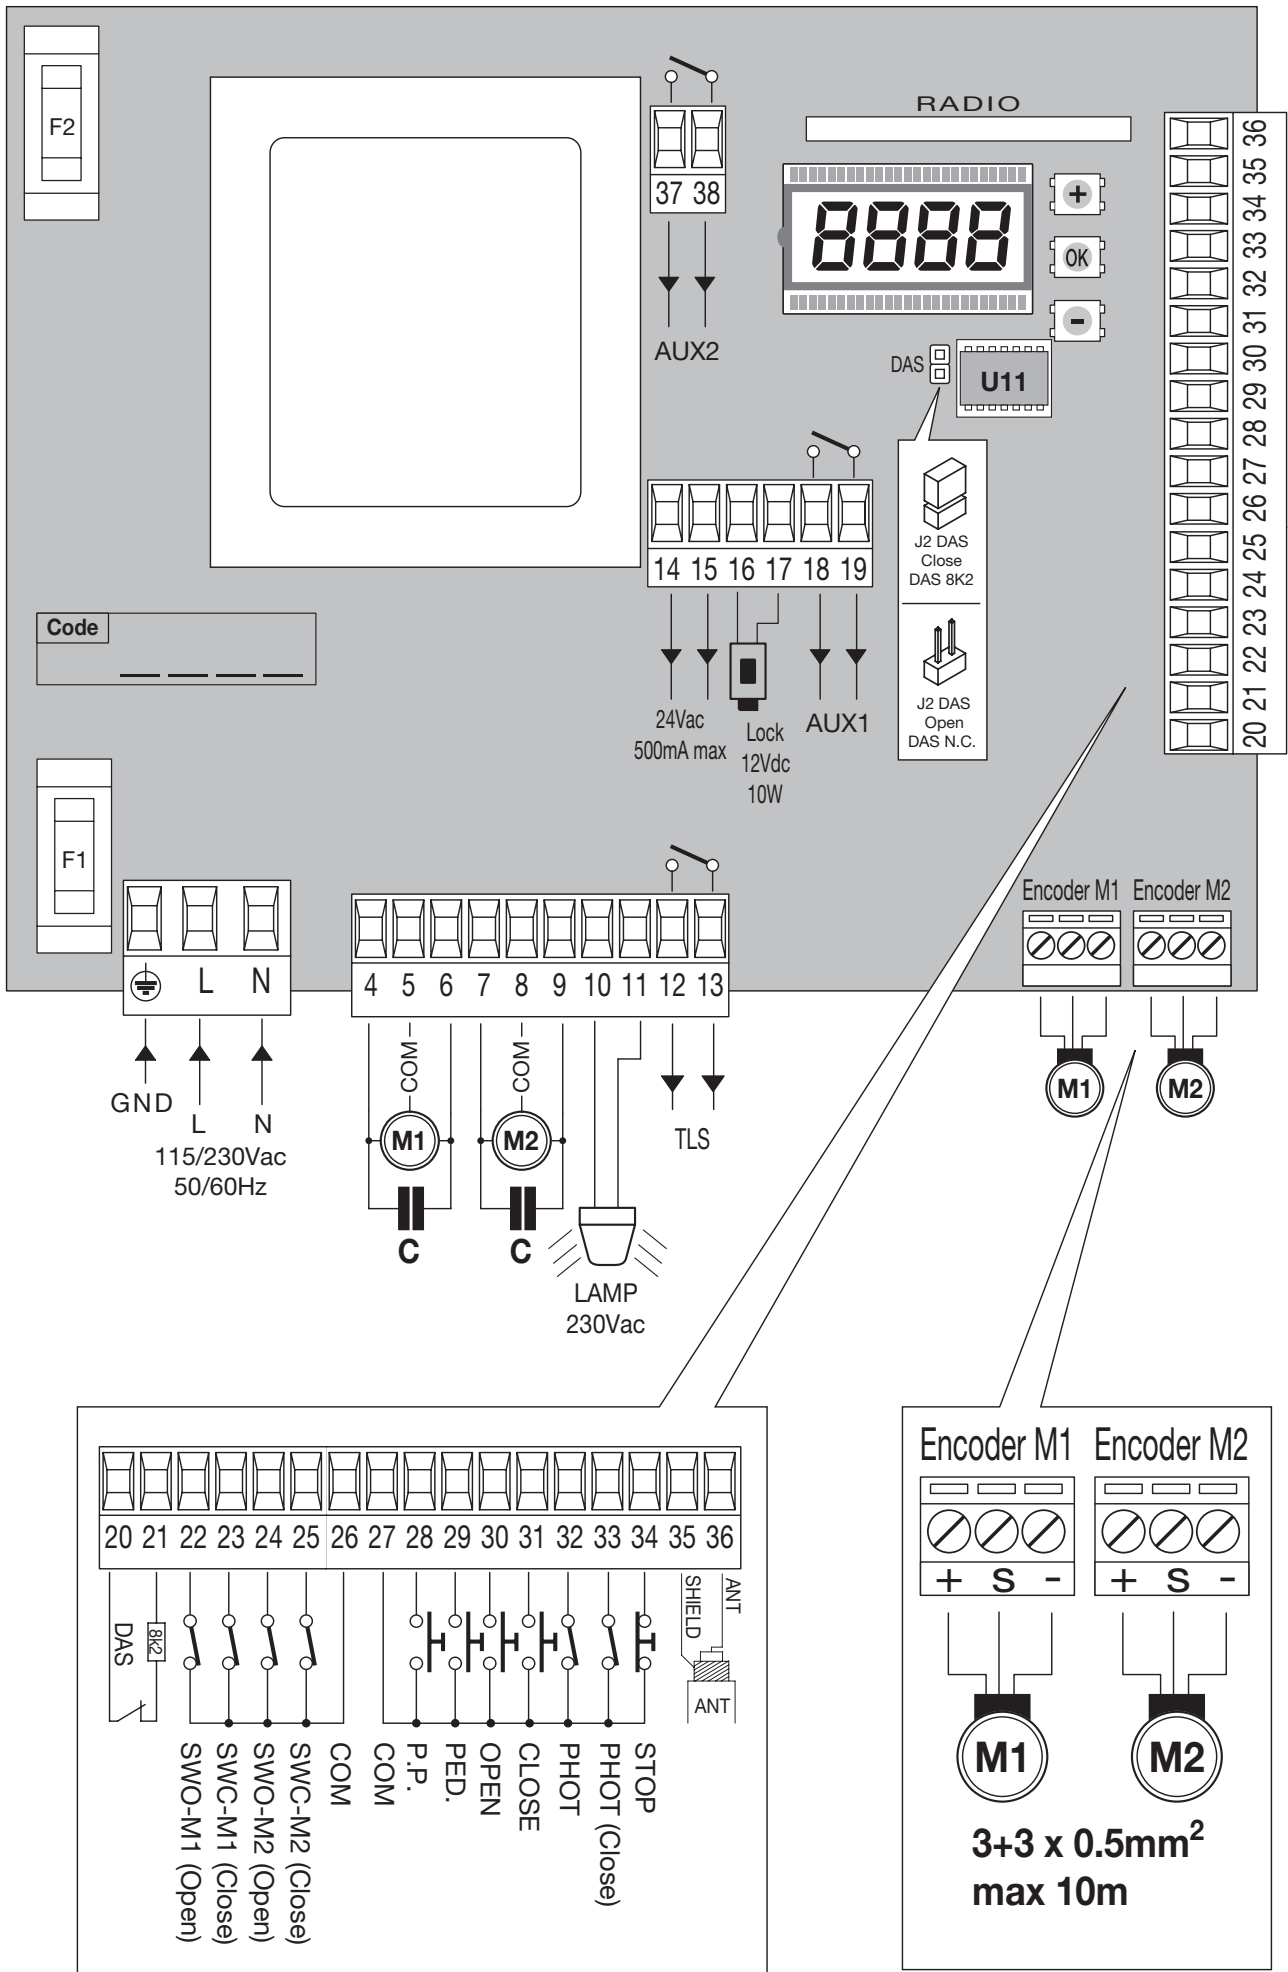 F2
37 38
AUX2
RADIO
8888
+
OK
-
DAS
U11
J2 DAS
Close
DAS 8K2
J2 DAS
Open
DAS N.C.
36
35
34
33
32
31
30
29
28
27
26
25
24
23
22
21
20
14 15 16 17 18 19
24Vac
500mA max
Lock
12Vdc
10W
AUX1
Code
F1
L N
GND
L N
115/230Vac
50/60Hz
4 5 6 7 8 9 10 11 12 13
COM
COM
M1
M2
C
C
TLS
LAMP
230Vac
Encoder M1 Encoder M2
M1
M2
20 21 22 23 24 25 26 27 28 29 30 31 32 33 34 35 36
DAS
8k2
SWO-M1 (Open)
SWC-M1 (Close)
SWO-M2 (Open)
SWC-M2 (Close)
COM
COM
P.P.
PED.
OPEN
CLOSE
PHOT
PHOT (Close)
STOP
SHIELD
ANT
ANT
Encoder M1 Encoder M2
+ S - + S -
M1 M2
3+3 x 0.5mm²
max 10m